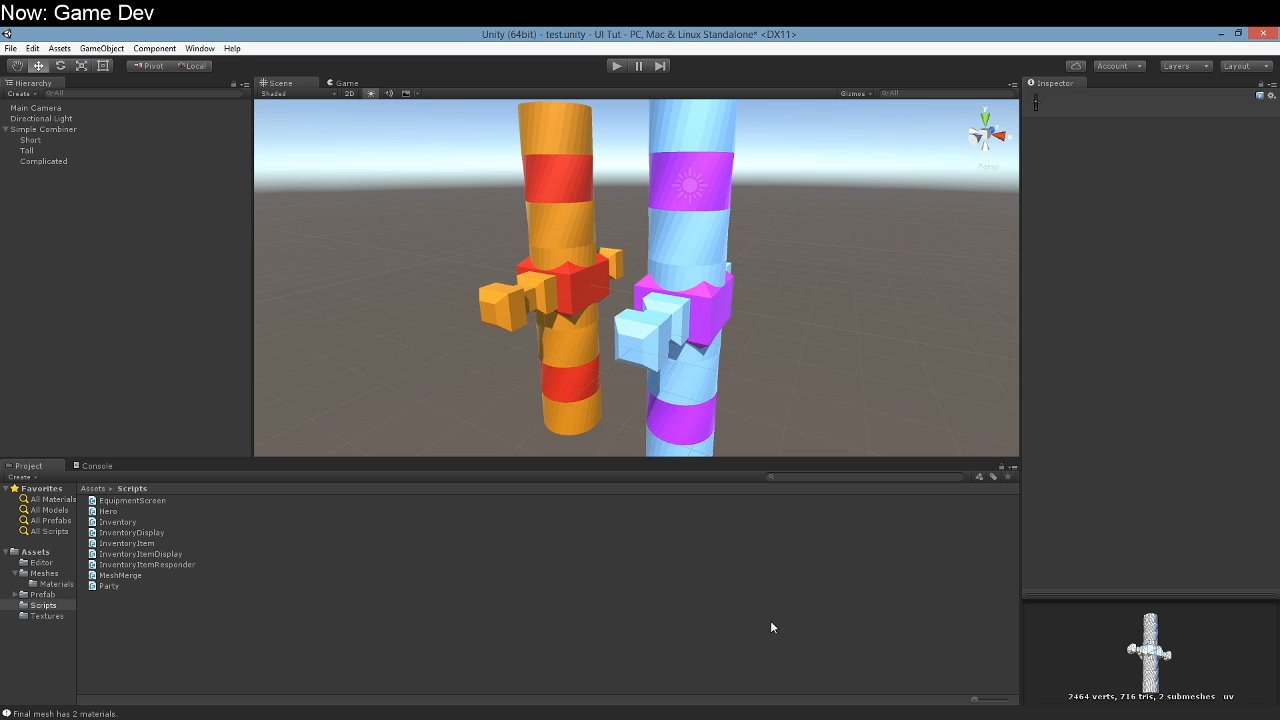 Now: Game Dev
Unity (64bit) - test.unity - UI Tut - PC, Mac & Linux Standalone* <DX11>
File Edit Assets GameObject Component Window Help
Pivot Local Account Layers Layout
Hierarchy Scene Game Inspector
Create All Shaded 2D Gizmos All
Main Camera
Directional Light
Simple Combiner
Short
Tall
Complicated
y
x
Persp
Project Console
Create
Favorites
All Materials
All Models
All Prefabs
All Scripts
Assets
Editor
Meshes
Materials
Prefab
Scripts
Textures
Assets Scripts
EquipmentScreen
Hero
Inventory
InventoryDisplay
InventoryItem
InventoryItemDisplay
InventoryItemResponder
MeshMerge
Party
2464 verts, 716 tris, 2 submeshes uv
Final mesh has 2 materials.